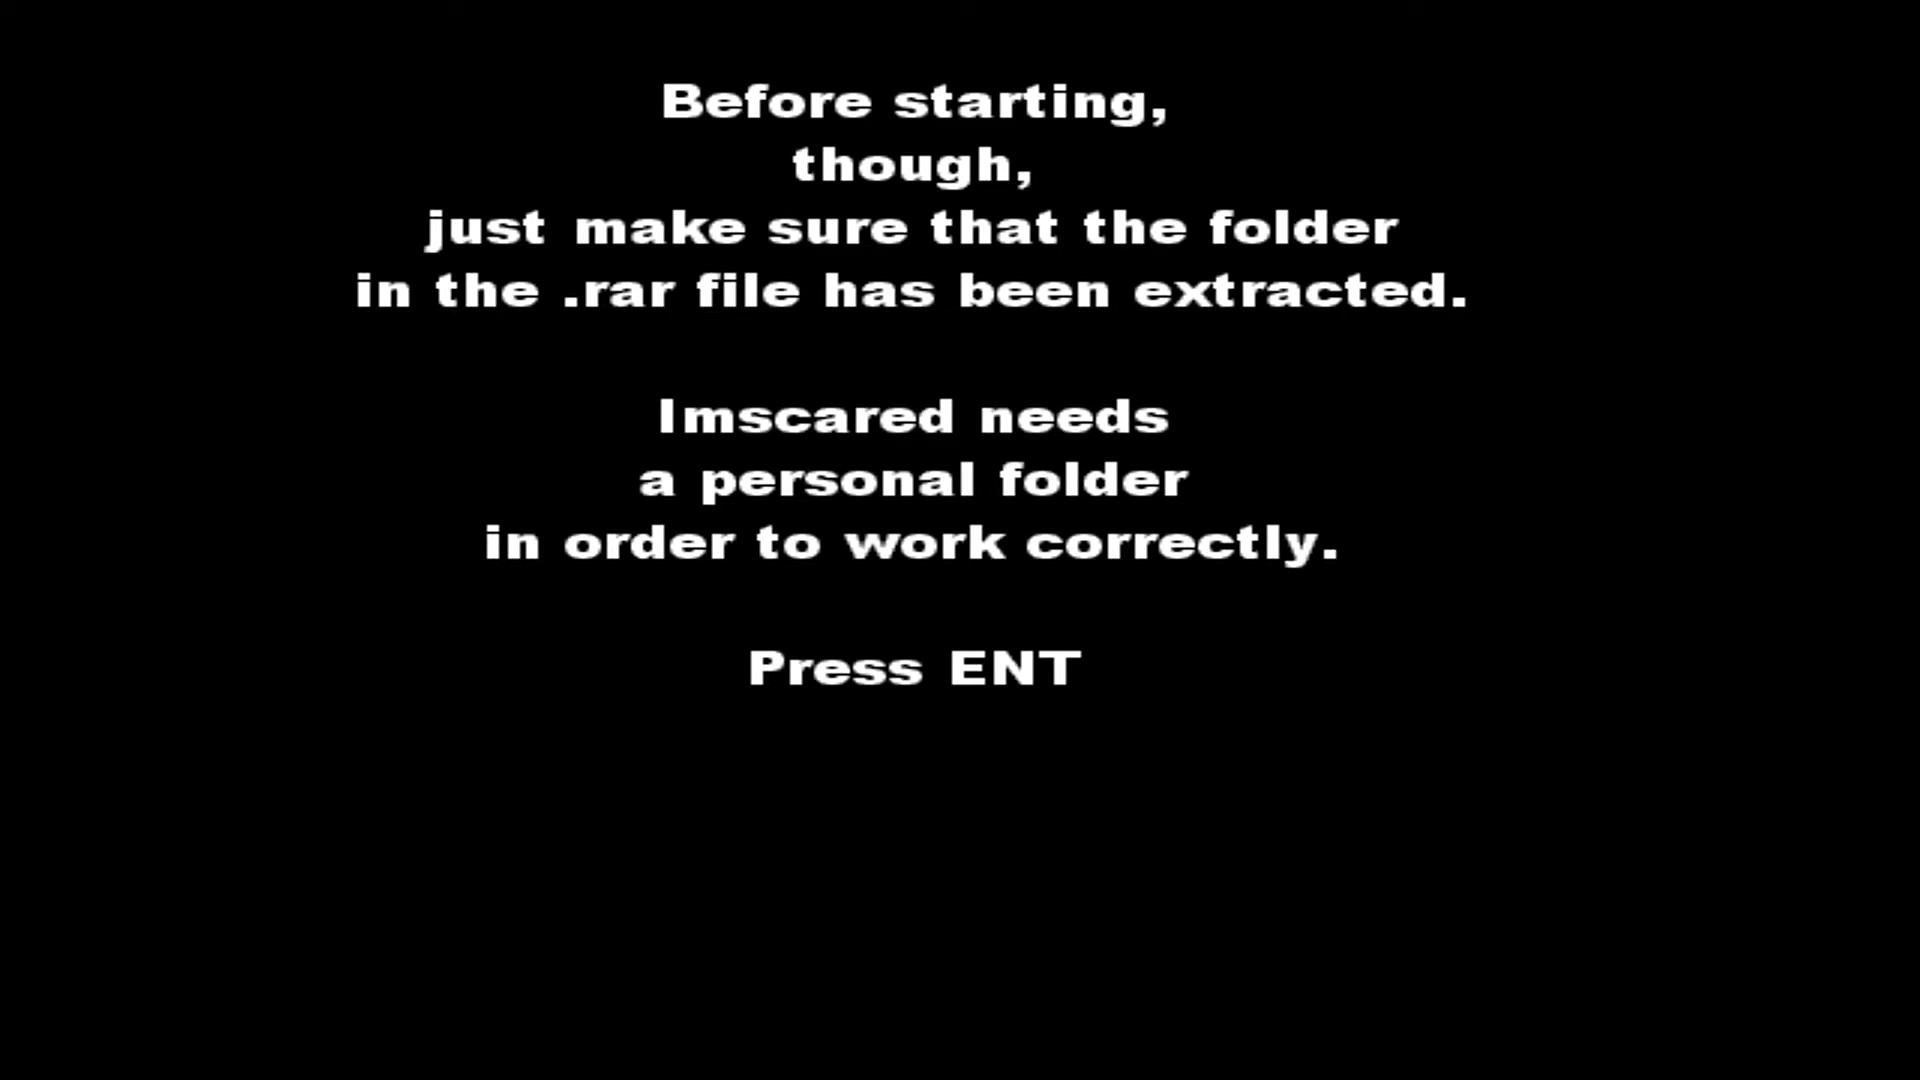 Before starting,
though,
just make sure that the folder
in the .rar file has been extracted.
Imscared needs
a personal folder
in order to work correctly.
Press ENT